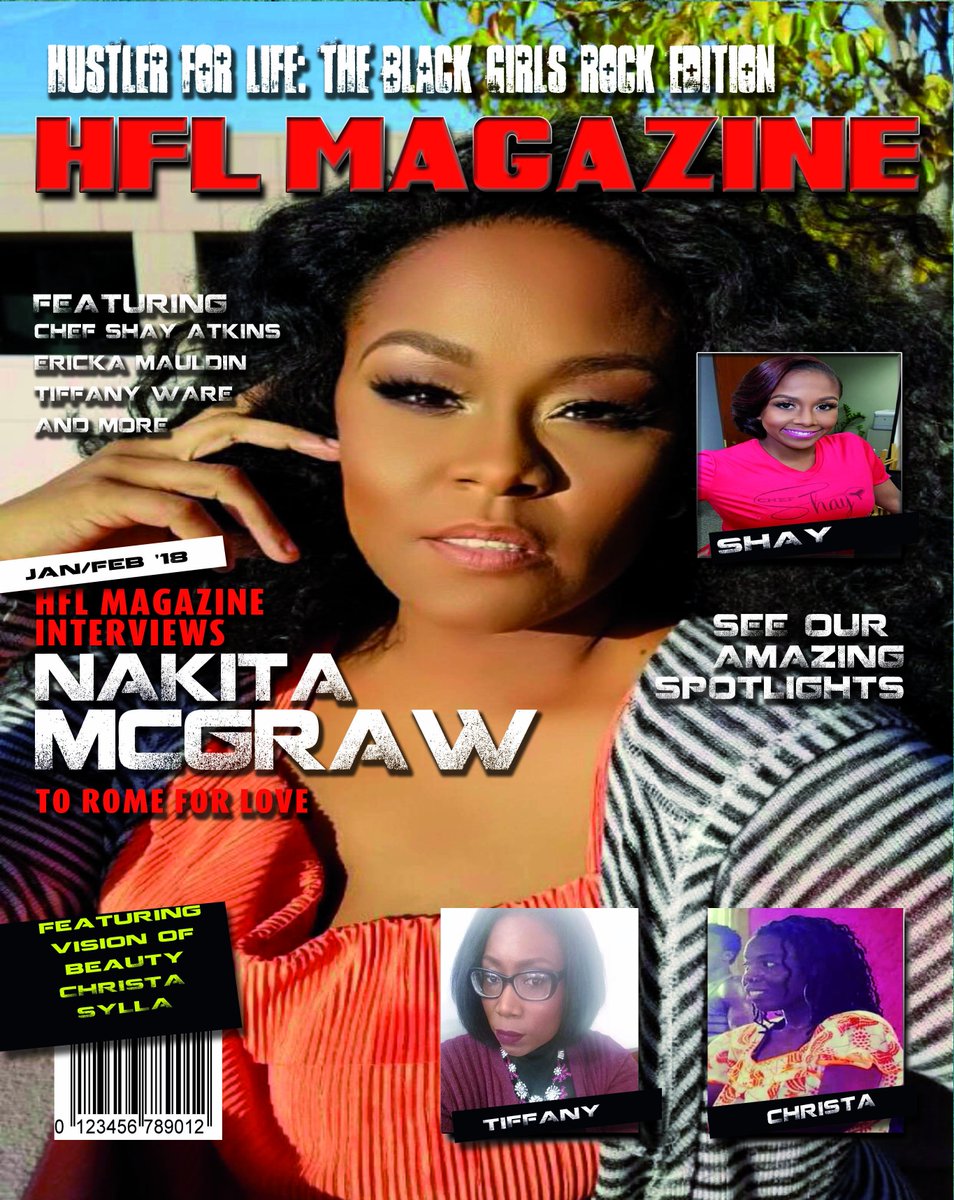 HUSTLER FOR LIFE: THE BLACK GIRLS ROCK EDITION
HFL MAGAZINE
FEATURING
CHEF SHAY ATKINS
ERICKA MAULDIN
TIFFANY WARE
AND MORE
CHEF
Shay
SHAY
JAN/FEB '18
HFL MAGAZINE
INTERVIEWS
NAKITA
MCGRAW
TO ROME FOR LOVE
SEE OUR
AMAZING
SPOTLIGHTS
FEATURING
VISION OF
BEAUTY
CHRISTA
SYLLA
0 123456 789012
TIFFANY
CHRISTA